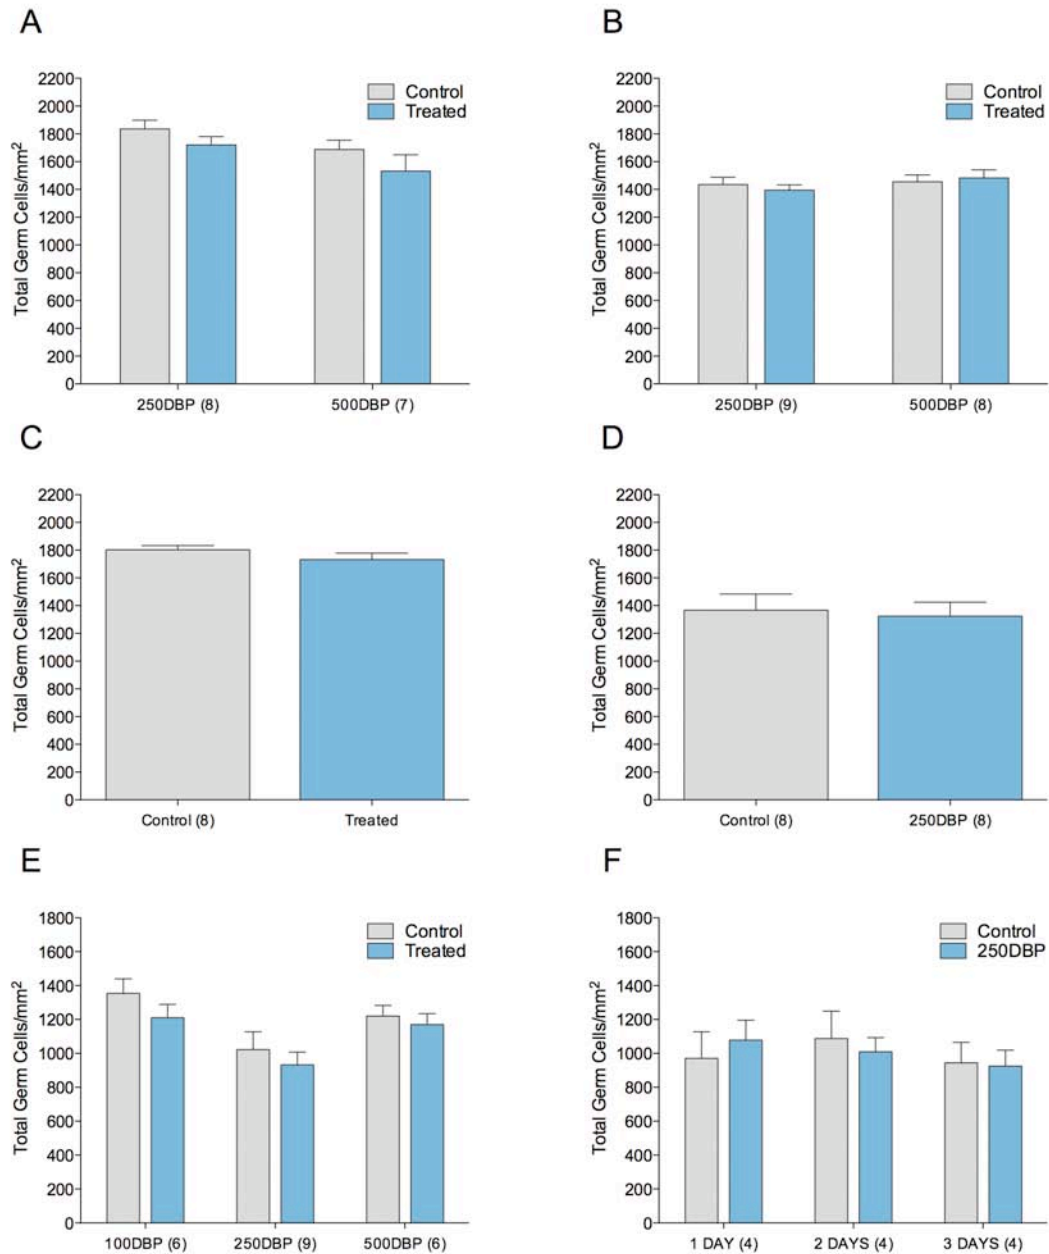 A
Total Germ Cells/mm²
2200
2000
1800
1600
1400
1200
1000
800
600
400
200
0
Control
Treated
250DBP (8)
500DBP (7)
B
Total Germ Cells/mm²
2200
2000
1800
1600
1400
1200
1000
800
600
400
200
0
Control
Treated
250DBP (9)
500DBP (8)
C
Total Germ Cells/mm²
2200
2000
1800
1600
1400
1200
1000
800
600
400
200
0
Control (8)
Treated
D
Total Germ Cells/mm²
2200
2000
1800
1600
1400
1200
1000
800
600
400
200
0
Control (8)
250DBP (8)
E
Total Germ Cells/mm²
1800
1600
1400
1200
1000
800
600
400
200
0
Control
Treated
100DBP (6)
250DBP (9)
500DBP (6)
F
Total Germ Cells/mm²
1800
1600
1400
1200
1000
800
600
400
200
0
Control
250DBP
1 DAY (4)
2 DAYS (4)
3 DAYS (4)